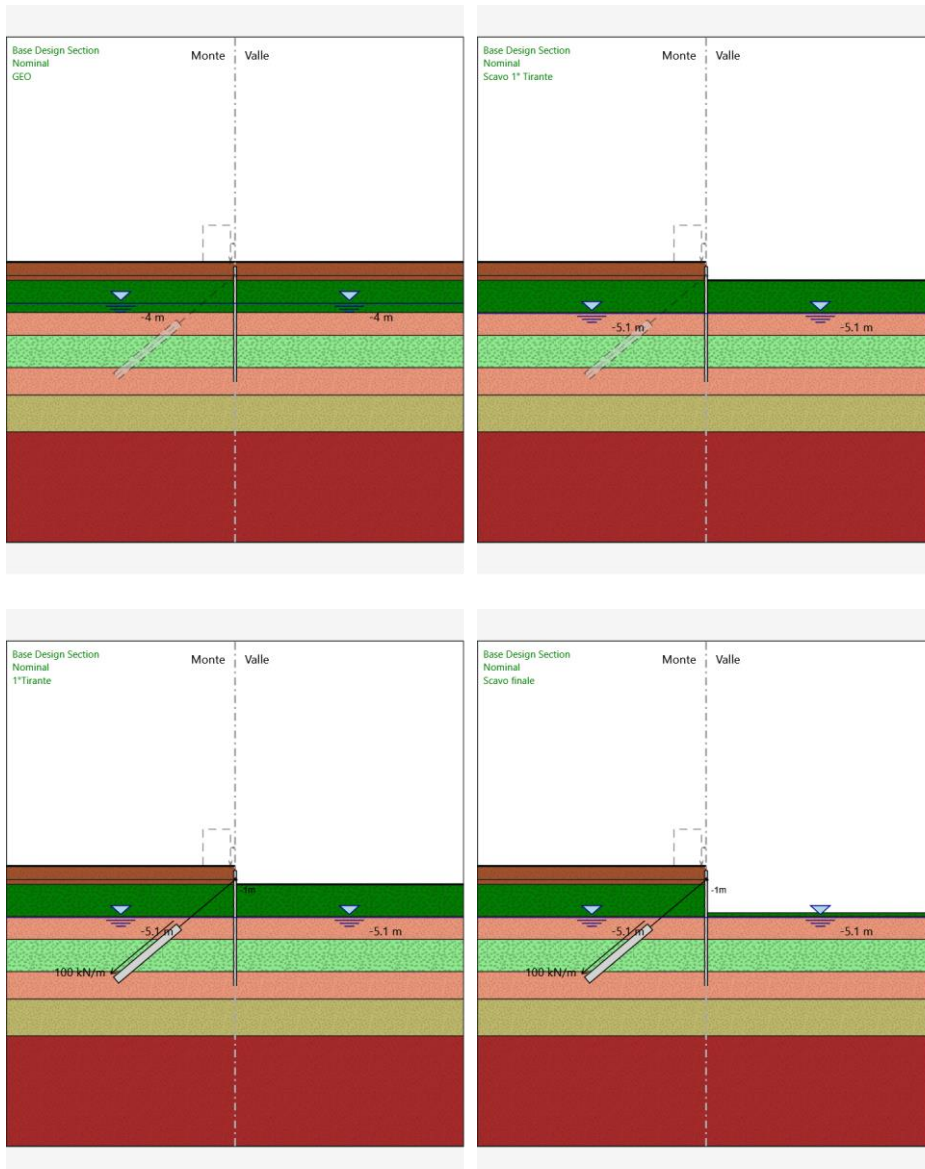 Base Design Section
Nominal
GEO
Monte Valle
-4 m -4 m
Base Design Section
Nominal
Scavo 1° Tirante
Monte Valle
-5.1 m -5.1 m
Base Design Section
Nominal
1°Tirante
Monte Valle
-1m
-5.1 m -5.1 m
100 kN/m
Base Design Section
Nominal
Scavo finale
Monte Valle
-1m
-5.1 m -5.1 m
100 kN/m